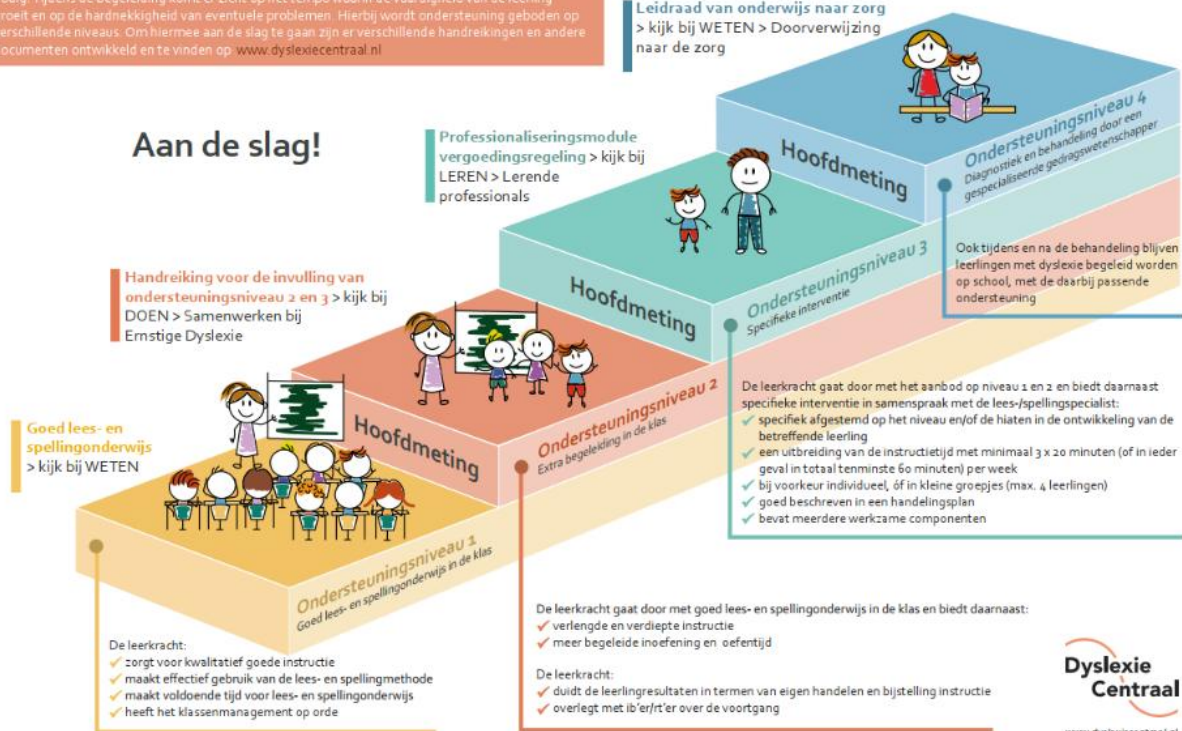 groeit en op de hardnekkigheid van eventuele problemen. Hierbij wordt ondersteuning geboden op
verschillende niveaus. Om hiermee aan de slag te gaan zijn er verschillende handreikingen en andere
documenten ontwikkeld en te vinden op www.dyslexiecentraal.nl
Leidraad van onderwijs naar zorg
> kijk bij WETEN > Doorverwijzing
naar de zorg
Aan de slag!
Professionaliseringsmodule
vergoedingsregeling > kijk bij
LEREN > Lerende
professionals
Handreiking voor de invulling van
ondersteuningsniveau 2 en 3 > kijk bij
DOEN > Samenwerken bij
Ernstige Dyslexie
Goed lees- en
spellingonderwijs
> kijk bij WETEN
Hoofdmeting
Ondersteuningsniveau 4
Diagnostiek en behandeling door een
gespecialiseerde gedragswetenschapper
Ook tijdens en na de behandeling blijven
leerlingen met dyslexie begeleid worden
op school, met de daarbij passende
ondersteuning
Hoofdmeting
Ondersteuningsniveau 3
Specifieke interventie
De leerkracht gaat door met het aanbod op niveau 1 en 2 en biedt daarnaast
specifieke interventie in samenspraak met de lees-/spellingspecialist:
✓ specifiek afgestemd op het niveau en/of de hiaten in de ontwikkeling van de
betreffende leerling
✓ een uitbreiding van de instructietijd met minimaal 3 x 20 minuten (of in ieder
geval in totaal tenminste 60 minuten) per week
✓ bij voorkeur individueel, óf in kleine groepjes (max. 4 leerlingen)
✓ goed beschreven in een handelingsplan
✓ bevat meerdere werkzame componenten
Hoofdmeting
Ondersteuningsniveau 2
Extra begeleiding in de klas
De leerkracht gaat door met goed lees- en spellingonderwijs in de klas en biedt daarnaast:
✓ verlengde en verdiepte instructie
✓ meer begeleide inoefening en oefentijd
De leerkracht:
✓ duidt de leerlingresultaten in termen van eigen handelen en bijstelling instructie
✓ overlegt met ib'er/rt'er over de voortgang
Ondersteuningsniveau 1
Goed lees- en spellingonderwijs in de klas
De leerkracht:
✓ zorgt voor kwalitatief goede instructie
✓ maakt effectief gebruik van de lees- en spellingmethode
✓ maakt voldoende tijd voor lees- en spellingonderwijs
✓ heeft het klassenmanagement op orde
Dyslexie
Centraal